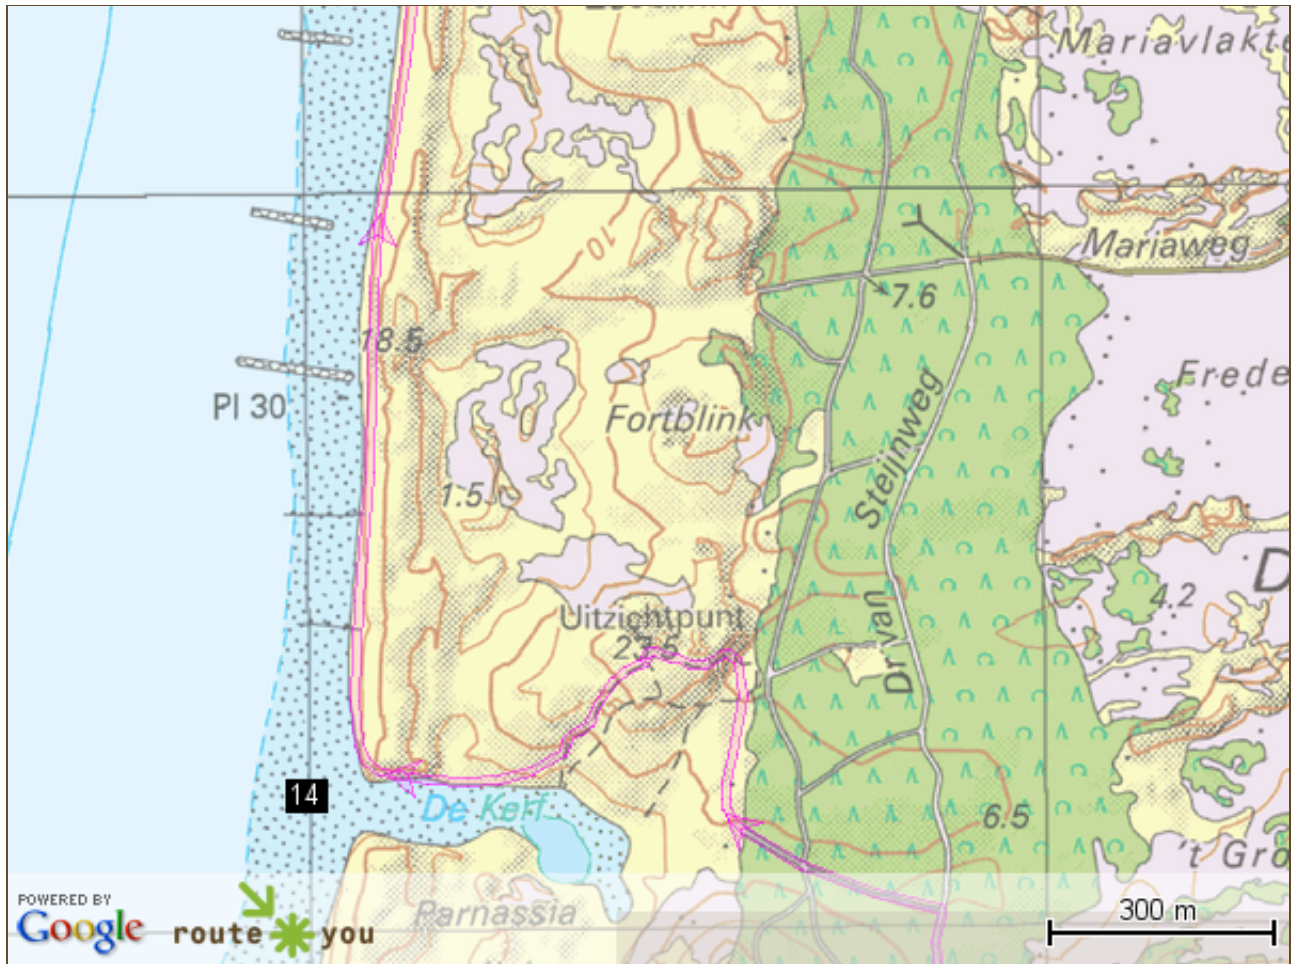 Mariavlakte
Mariaweg
10
7.6
18.5
Frede
Pl 30
Fortblink
Dr van Steijnweg
1.5
D
4.2
Uitzichtpunt
23.5
14
De Kerf
6.5
't Gro
Parnassia
300 m
POWERED BY
Google
route you